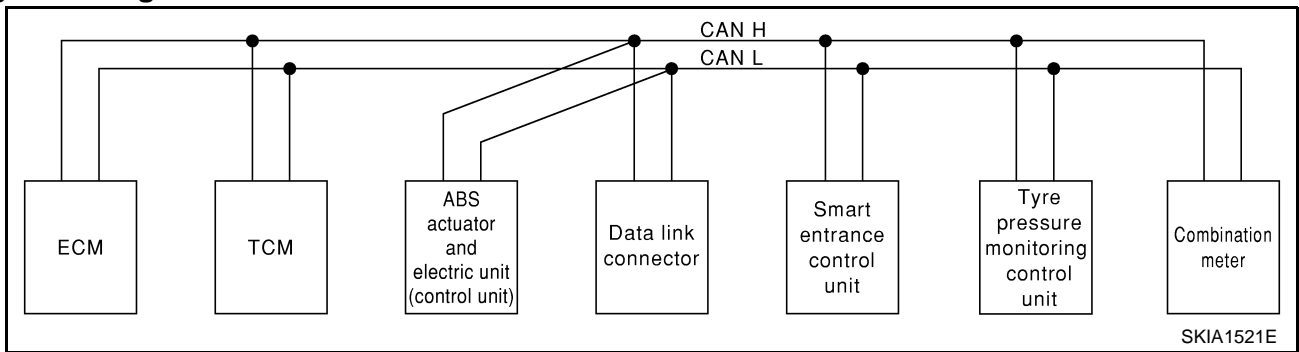 CAN H
CAN L
ECM
TCM
ABS
actuator
and
electric unit
(control unit)
Data link
connector
Smart
entrance
control
unit
Tyre
pressure
monitoring
control
unit
Combination
meter
SKIA1521E